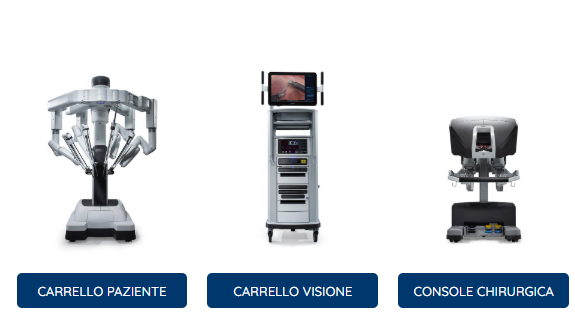 CARRELLO PAZIENTE
CARRELLO VISIONE
CONSOLE CHIRURGICA